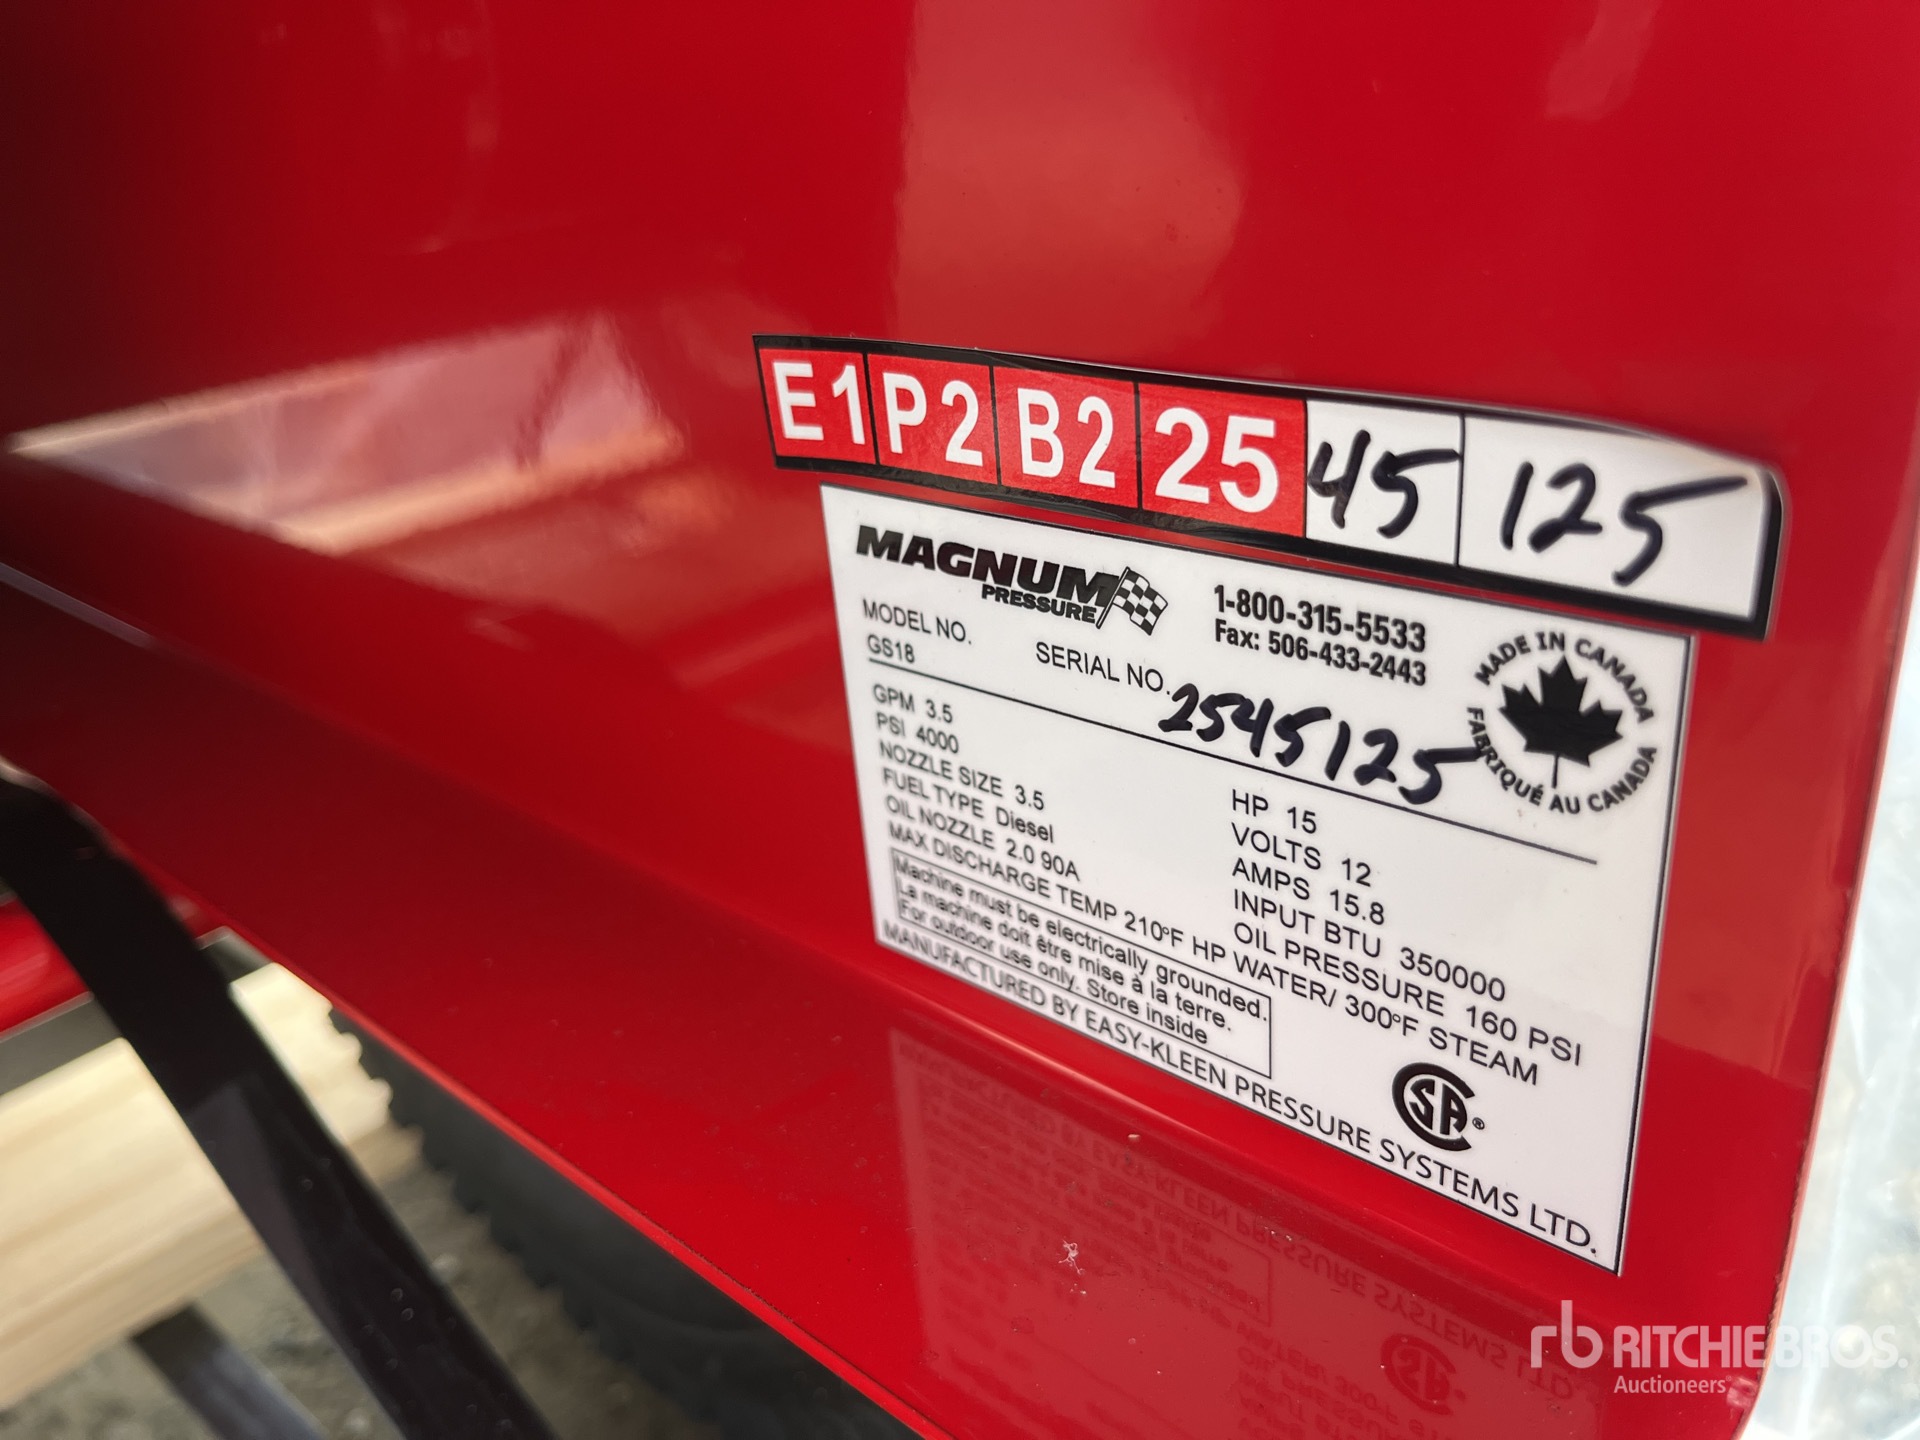 E1 P2 B2 25 45 125
MAGNUM
PRESSURE
1-800-315-5533
Fax: 506-433-2443
MADE IN CANADA
FABRIQUÉ AU CANADA
MODEL NO.
GS18
SERIAL NO. 2545125
GPM 3.5
PSI 4000
NOZZLE SIZE 3.5
FUEL TYPE Diesel
OIL NOZZLE 2.0 90A
HP 15
VOLTS 12
AMPS 15.8
INPUT BTU 350000
OIL PRESSURE 160 PSI
MAX DISCHARGE TEMP 210°F HP WATER/ 300°F STEAM
Machine must be electrically grounded.
La machine doit être mise à la terre.
For outdoor use only. Store inside
CSA®
MANUFACTURED BY EASY-KLEEN PRESSURE SYSTEMS LTD.
rb RITCHIE BROS.
Auctioneers